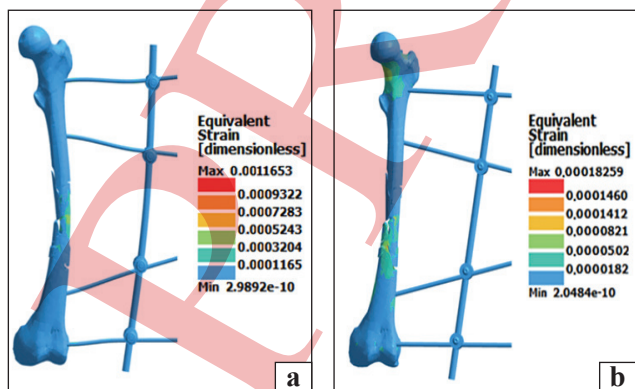 Equivalent
Strain
[dimensionless]
Max 0.0011653
0.0009322
0.0007283
0.0005243
0.0003204
0.0001165
Min 2.9892e-10
a
Equivalent
Strain
[dimensionless]
Max 0,00018259
0,0001460
0,0001412
0,0000821
0,0000502
0,0000182
Min 2.0484e-10
b